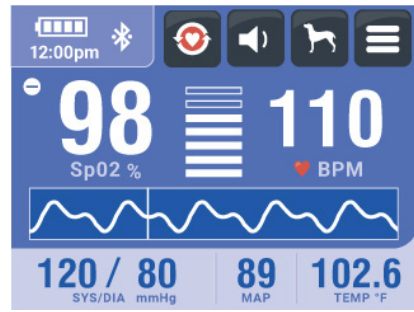 12:00pm
98 110
Sp02 % BPM
120 / 80 89 102.6
SYS/DIA mmHg MAP TEMP °F